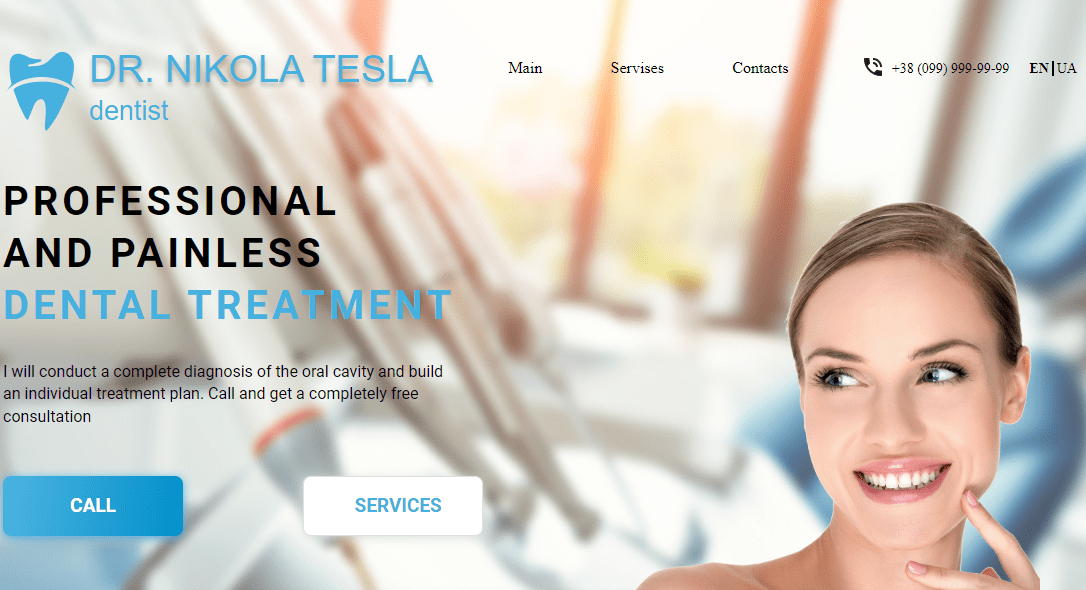 DR. NIKOLA TESLA
dentist
Main
Servises
Contacts
+38 (099) 999-99-99
EN|UA
PROFESSIONAL
AND PAINLESS
DENTAL TREATMENT
I will conduct a complete diagnosis of the oral cavity and build
an individual treatment plan. Call and get a completely free
consultation
CALL
SERVICES